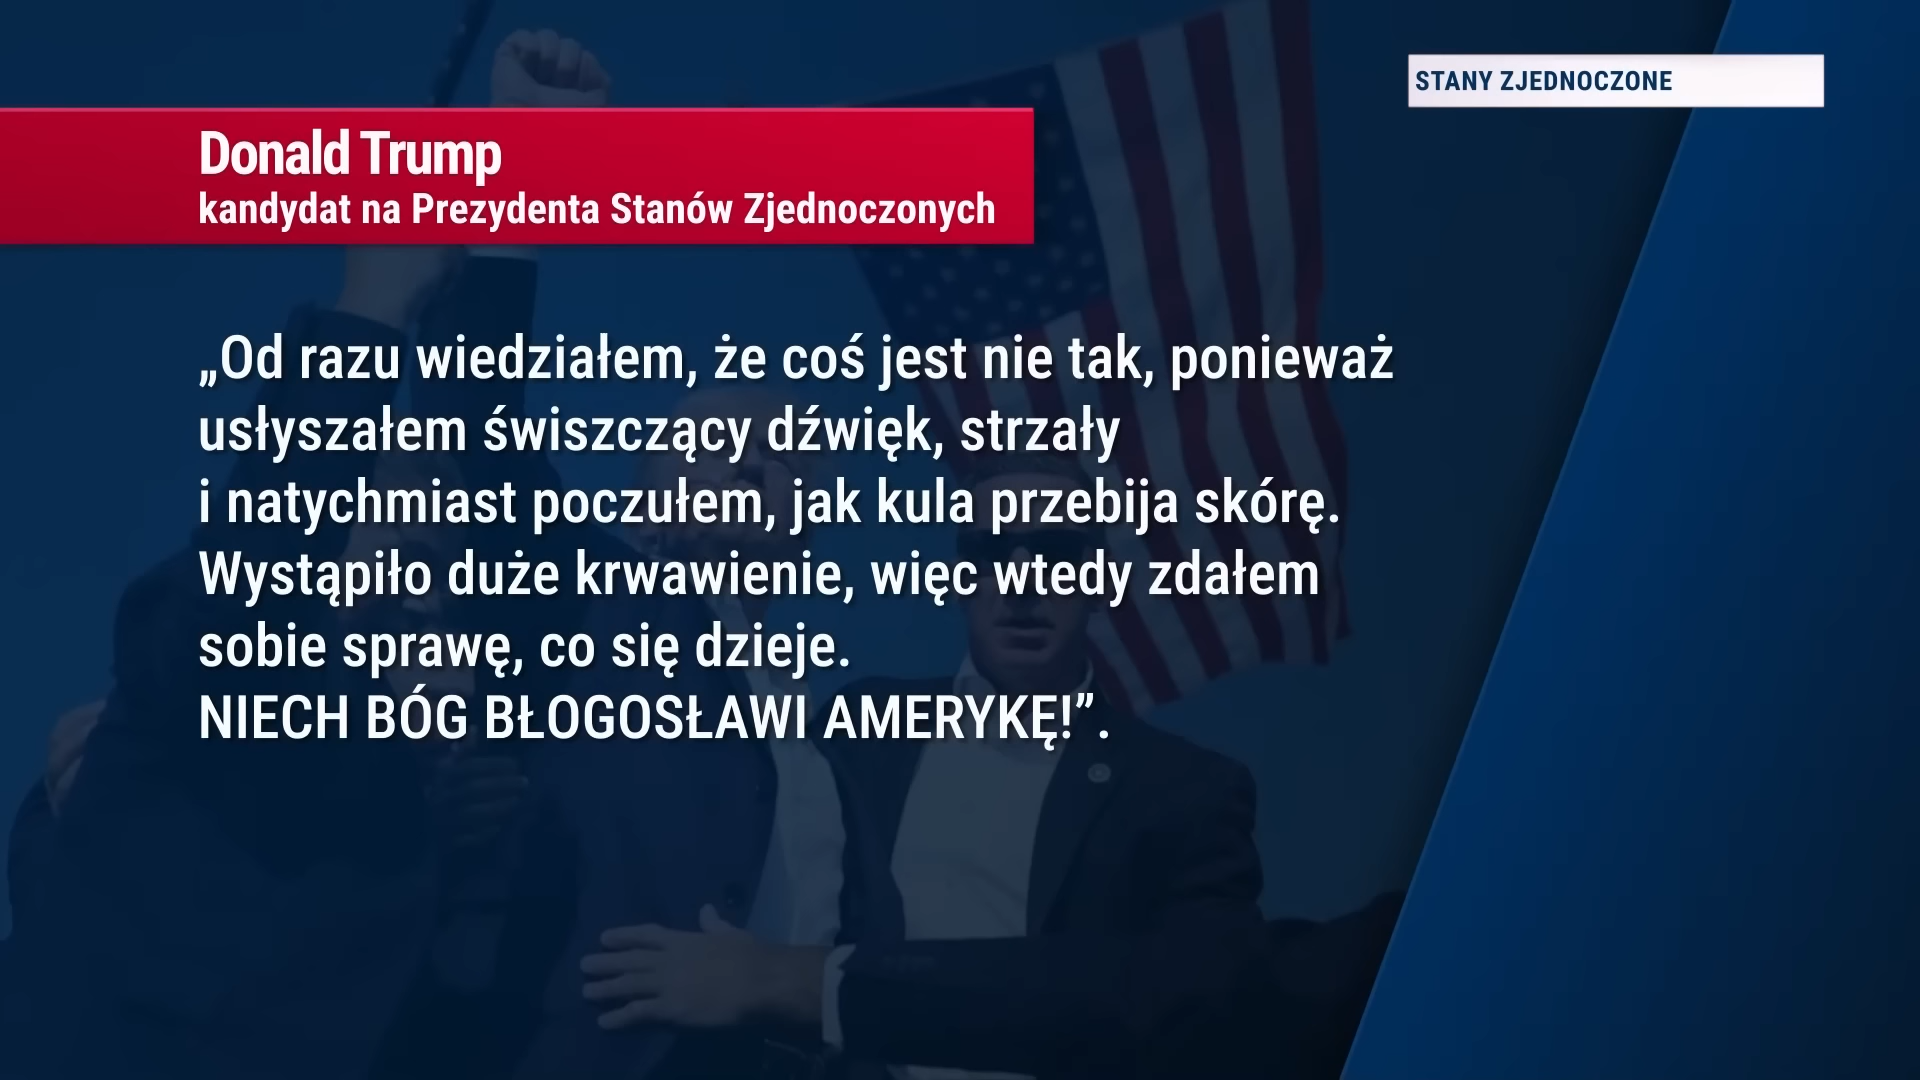 STANY ZJEDNOCZONE
Donald Trump
kandydat na Prezydenta Stanów Zjednoczonych
„Od razu wiedziałem, że coś jest nie tak, ponieważ
usłyszałem świszczący dźwięk, strzały
i natychmiast poczułem, jak kula przebija skórę.
Wystąpiło duże krwawienie, więc wtedy zdałem
sobie sprawę, co się dzieje.
NIECH BÓG BŁOGOSŁAWI AMERYKĘ!”.